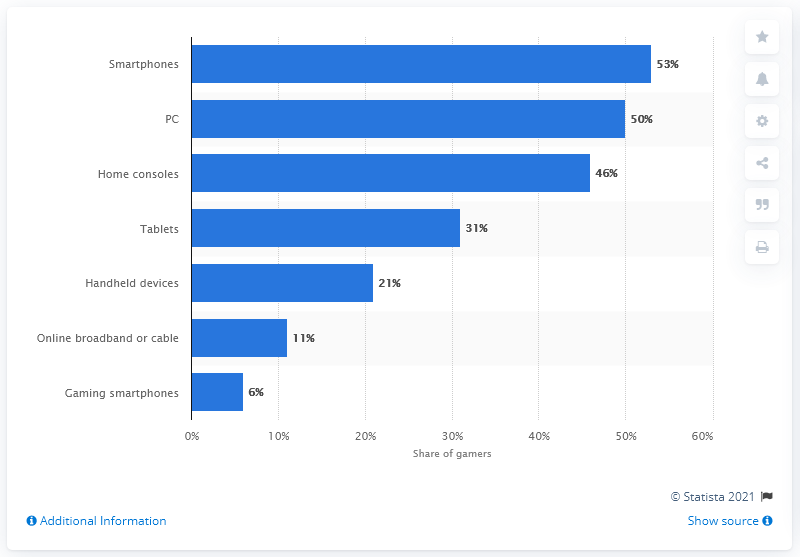 Smartphones 53%
PC 50%
Home consoles 46%
Tablets 31%
Handheld devices 21%
Online broadband or cable 11%
Gaming smartphones 6%
0% 10% 20% 30% 40% 50% 60%
Share of gamers
© Statista 2021
Additional Information Show source